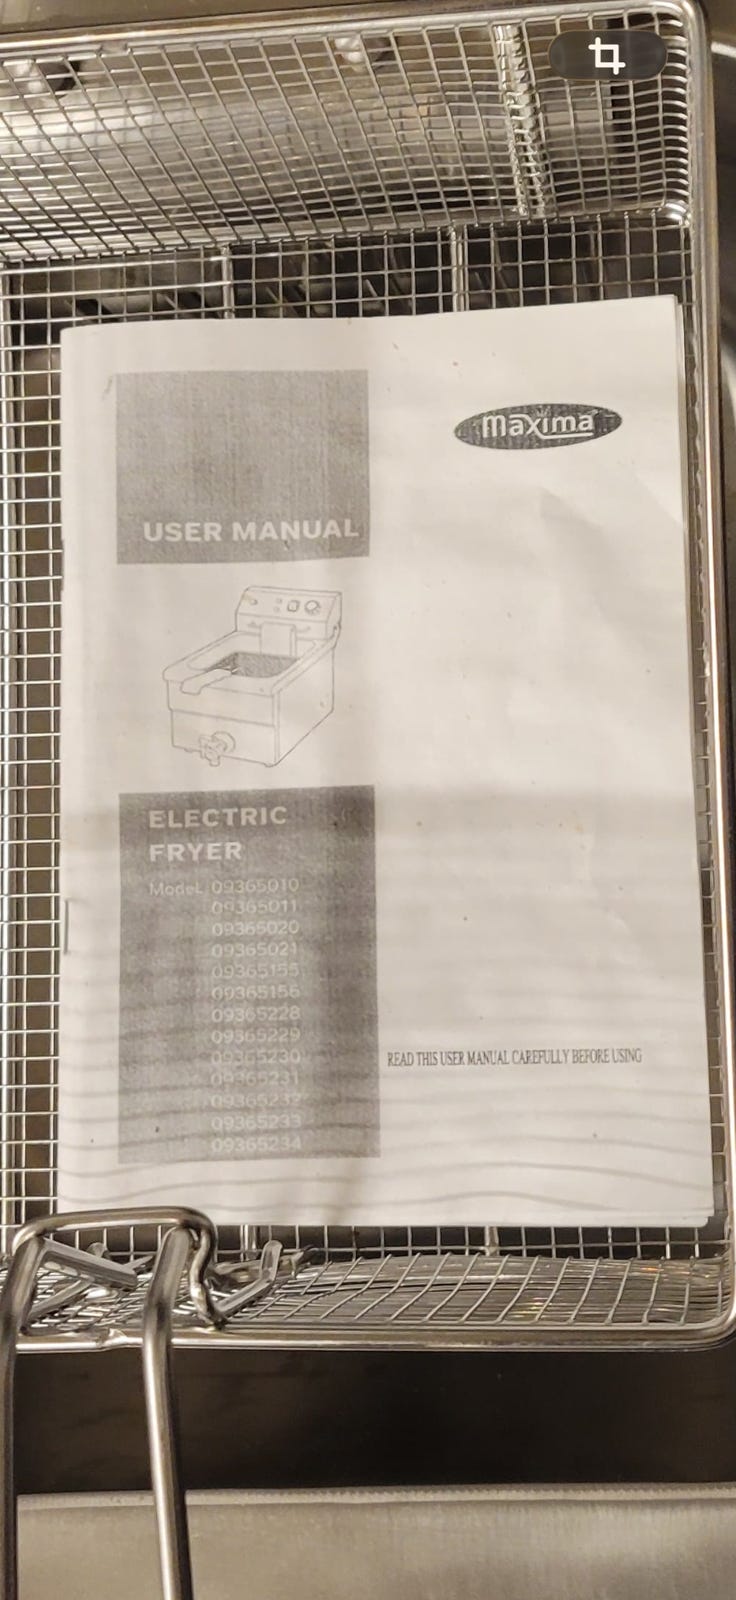 maxima
USER MANUAL
ELECTRIC
FRYER
Model 09365010
09365011
09365020
09365021
09365155
09365156
09365228
09365229
09365230
09365231
09365232
09365233
09365234
READ THIS USER MANUAL CAREFULLY BEFORE USING